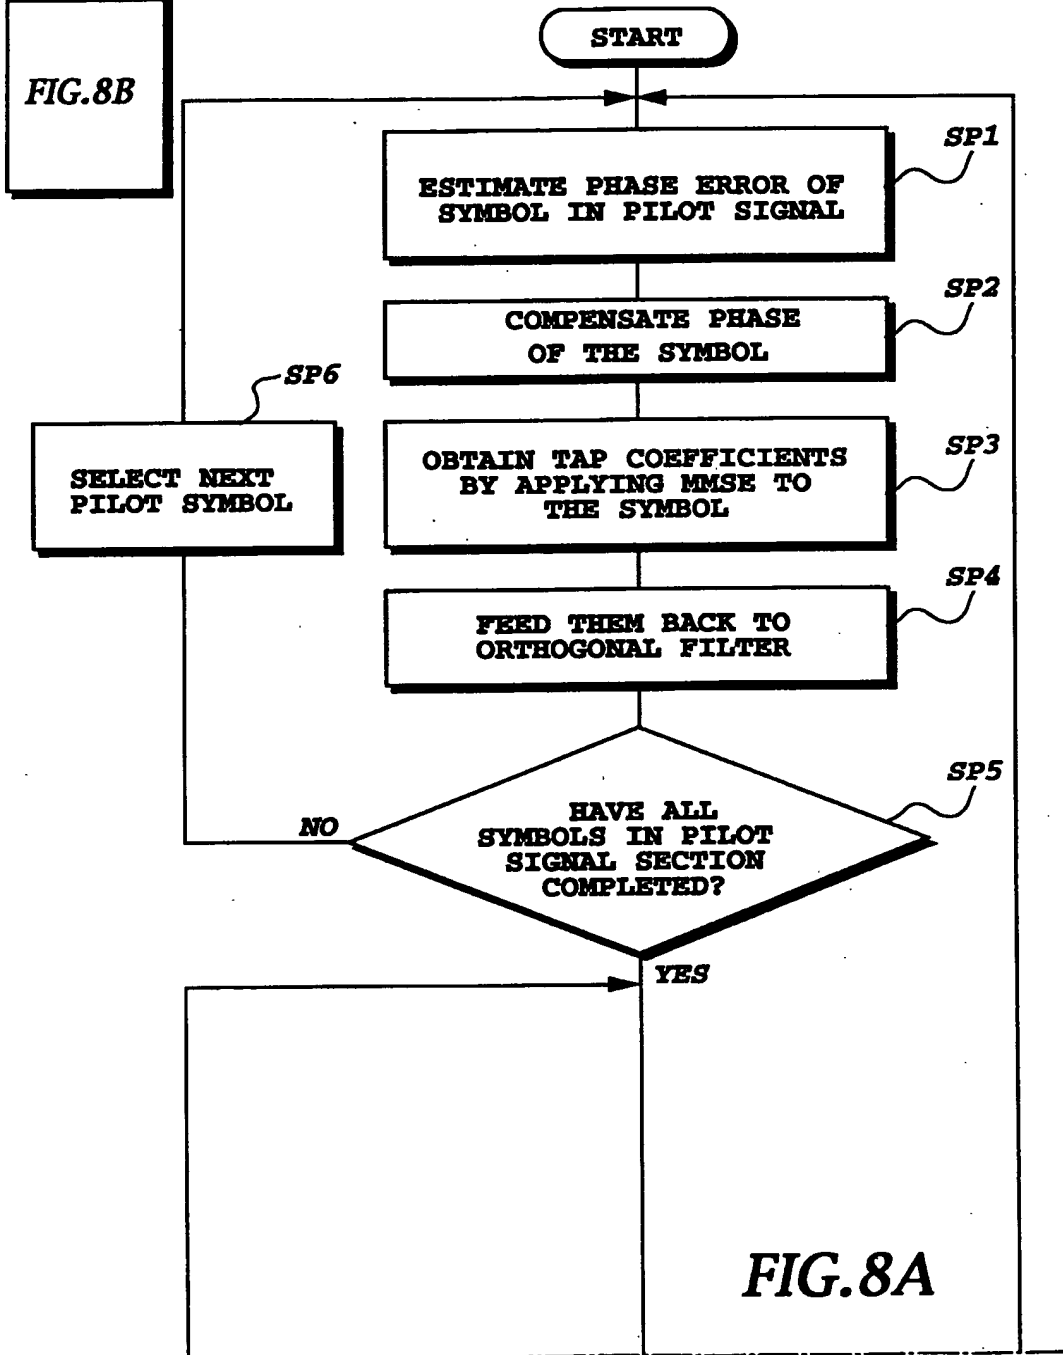 FIG.8B
START
SP1
ESTIMATE PHASE ERROR OF
SYMBOL IN PILOT SIGNAL
SP2
COMPENSATE PHASE
OF THE SYMBOL
SP6
SELECT NEXT
PILOT SYMBOL
SP3
OBTAIN TAP COEFFICIENTS
BY APPLYING MMSE TO
THE SYMBOL
SP4
FEED THEM BACK TO
ORTHOGONAL FILTER
SP5
NO
HAVE ALL
SYMBOLS IN PILOT
SIGNAL SECTION
COMPLETED?
YES
FIG.8A